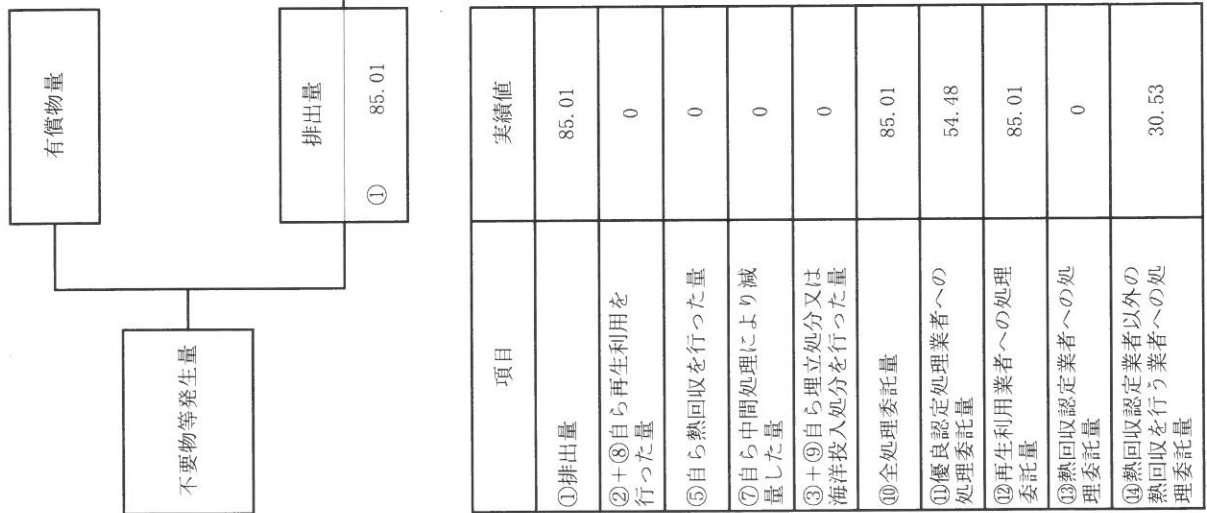 不要物等発生量
有償物量
排出量
① 85.01
項目 実績値
①排出量 85.01
②+⑧自ら再生利用を
行った量 0
⑤自ら熱回収を行った量 0
⑦自ら中間処理により減
量した量 0
③+⑨自ら埋立処分又は
海洋投入処分を行った量 0
⑩全処理委託量 85.01
⑪優良認定処理業者への
処理委託量 54.48
⑫再生利用業者への処理
委託量 85.01
⑬熱回収認定業者への処
理委託量 0
⑭熱回収認定業者以外の
熱回収を行う業者への処
理委託量 30.53